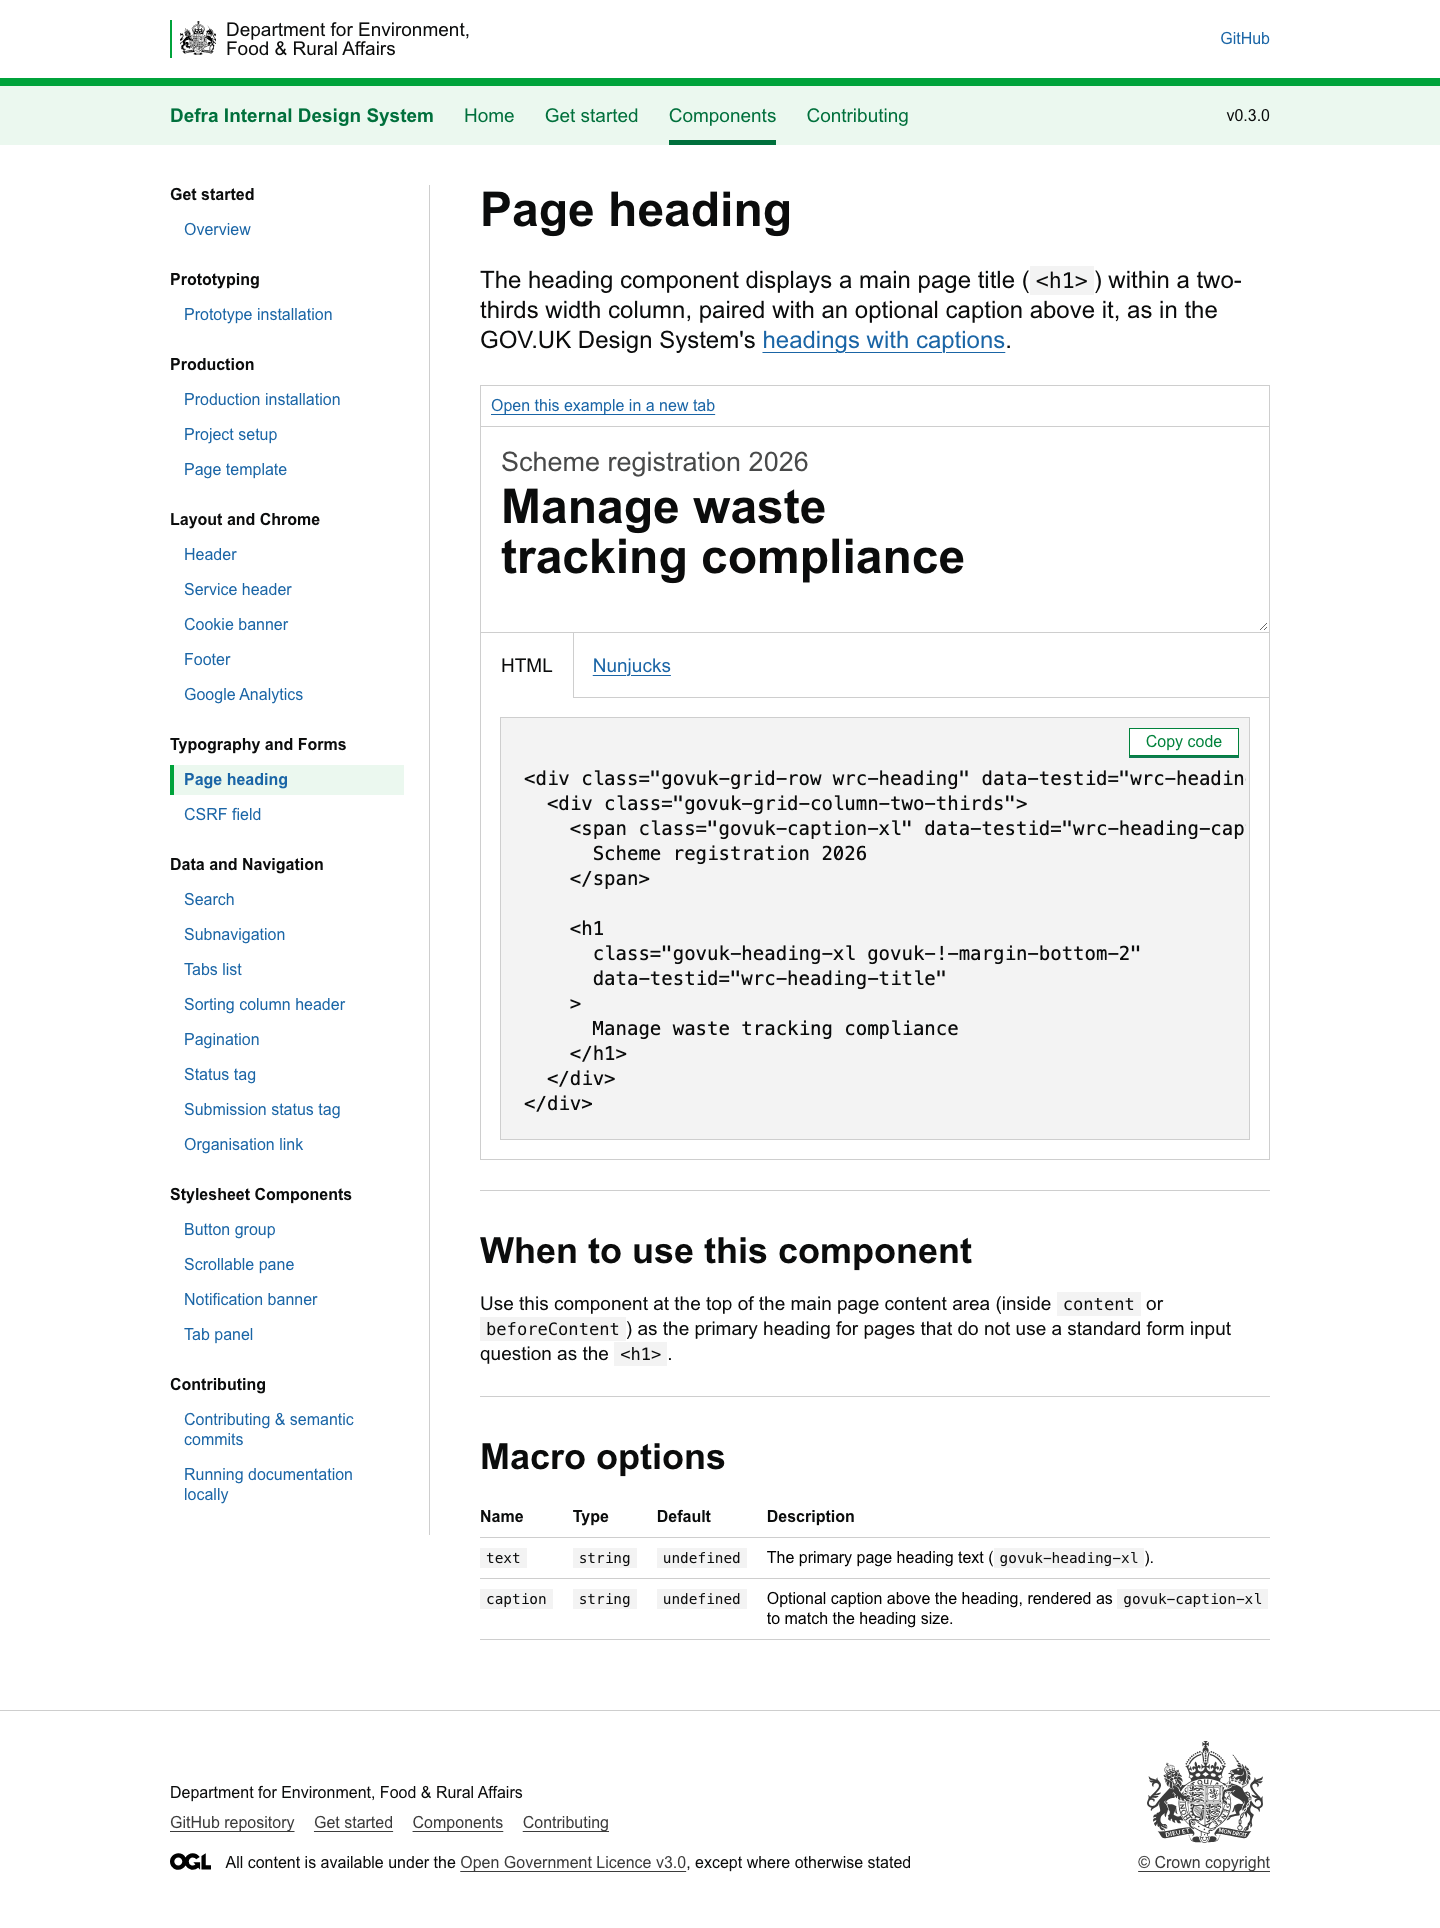 Department for Environment,
Food & Rural Affairs
GitHub
Defra Internal Design System
Home
Get started
Components
Contributing
v0.3.0
Get started
Overview
Prototyping
Prototype installation
Production
Production installation
Project setup
Page template
Layout and Chrome
Header
Service header
Cookie banner
Footer
Google Analytics
Typography and Forms
Page heading
CSRF field
Data and Navigation
Search
Subnavigation
Tabs list
Sorting column header
Pagination
Status tag
Submission status tag
Organisation link
Stylesheet Components
Button group
Scrollable pane
Notification banner
Tab panel
Contributing
Contributing & semantic
commits
Running documentation
locally
Page heading
The heading component displays a main page title (<h1>) within a two-
thirds width column, paired with an optional caption above it, as in the
GOV.UK Design System's headings with captions.
Open this example in a new tab
Scheme registration 2026
Manage waste
tracking compliance
HTML
Nunjucks
Copy code
<div class="govuk-grid-row wrc-heading" data-testid="wrc-headin
  <div class="govuk-grid-column-two-thirds">
    <span class="govuk-caption-xl" data-testid="wrc-heading-cap
      Scheme registration 2026
    </span>
    <h1
      class="govuk-heading-xl govuk-!-margin-bottom-2"
      data-testid="wrc-heading-title"
    >
      Manage waste tracking compliance
    </h1>
  </div>
</div>
When to use this component
Use this component at the top of the main page content area (inside content or
beforeContent) as the primary heading for pages that do not use a standard form input
question as the <h1>.
Macro options
Name Type Default Description
text string undefined The primary page heading text (govuk-heading-xl).
caption string undefined Optional caption above the heading, rendered as govuk-caption-xl
to match the heading size.
Department for Environment, Food & Rural Affairs
GitHub repository Get started Components Contributing
OGL All content is available under the Open Government Licence v3.0, except where otherwise stated
© Crown copyright